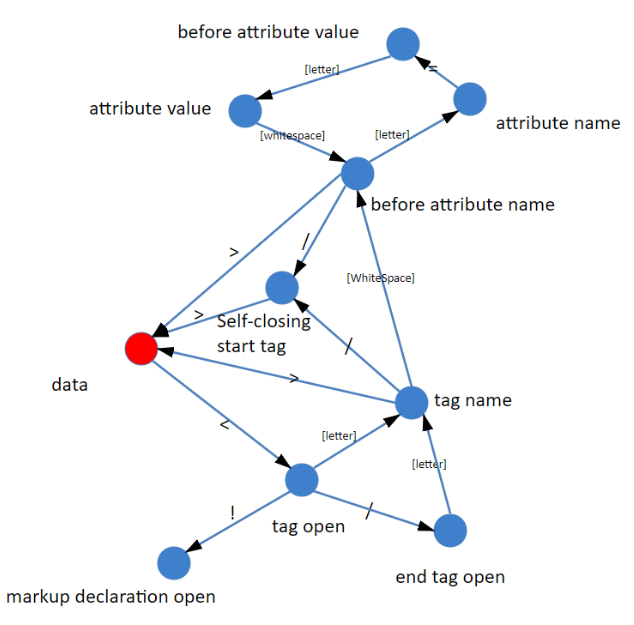 before attribute value
[letter]
=
attribute value
attribute name
[whitespace]
[letter]
before attribute name
/
>
[WhiteSpace]
>
Self-closing
start tag
/
>
data
tag name
<
[letter]
[letter]
!
/
tag open
end tag open
markup declaration open